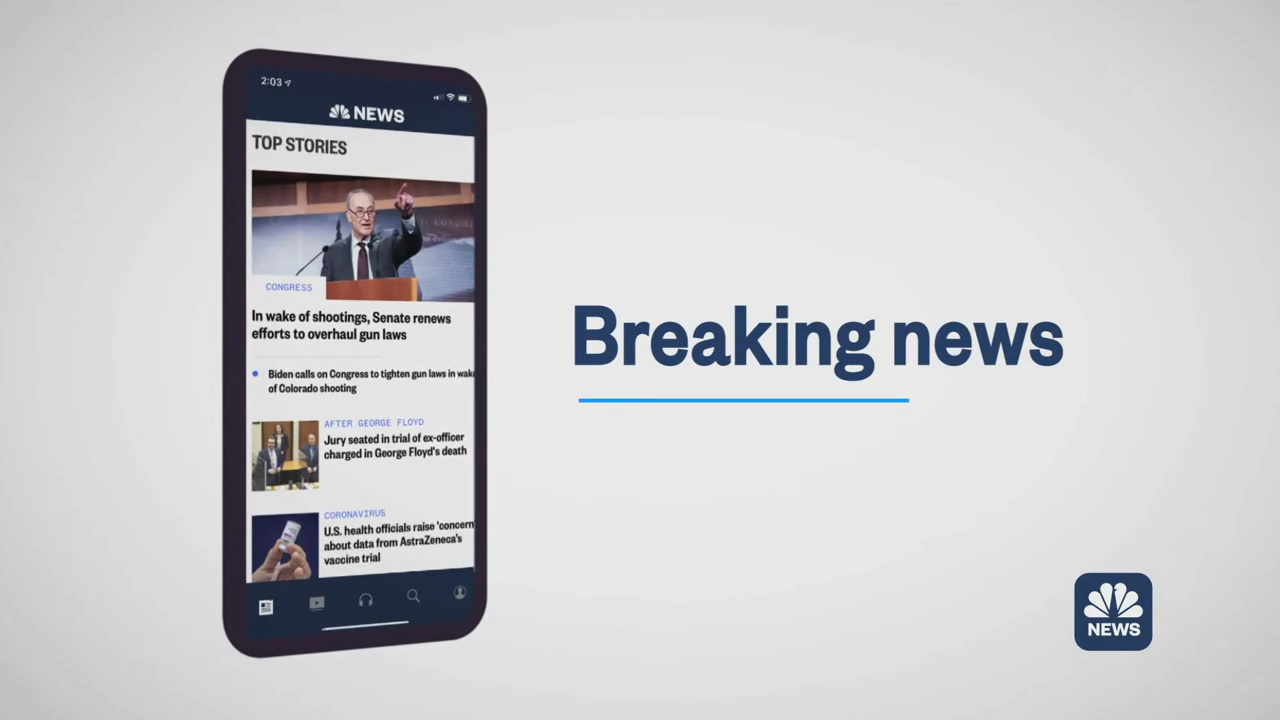 2:03
NEWS
TOP STORIES
CONGRESS
In wake of shootings, Senate renews
efforts to overhaul gun laws
Biden calls on Congress to tighten gun laws in wake
of Colorado shooting
AFTER GEORGE FLOYD
Jury seated in trial of ex-officer
charged in George Floyd's death
CORONAVIRUS
U.S. health officials raise 'concern
about data from AstraZeneca's
vaccine trial
Breaking news
NEWS